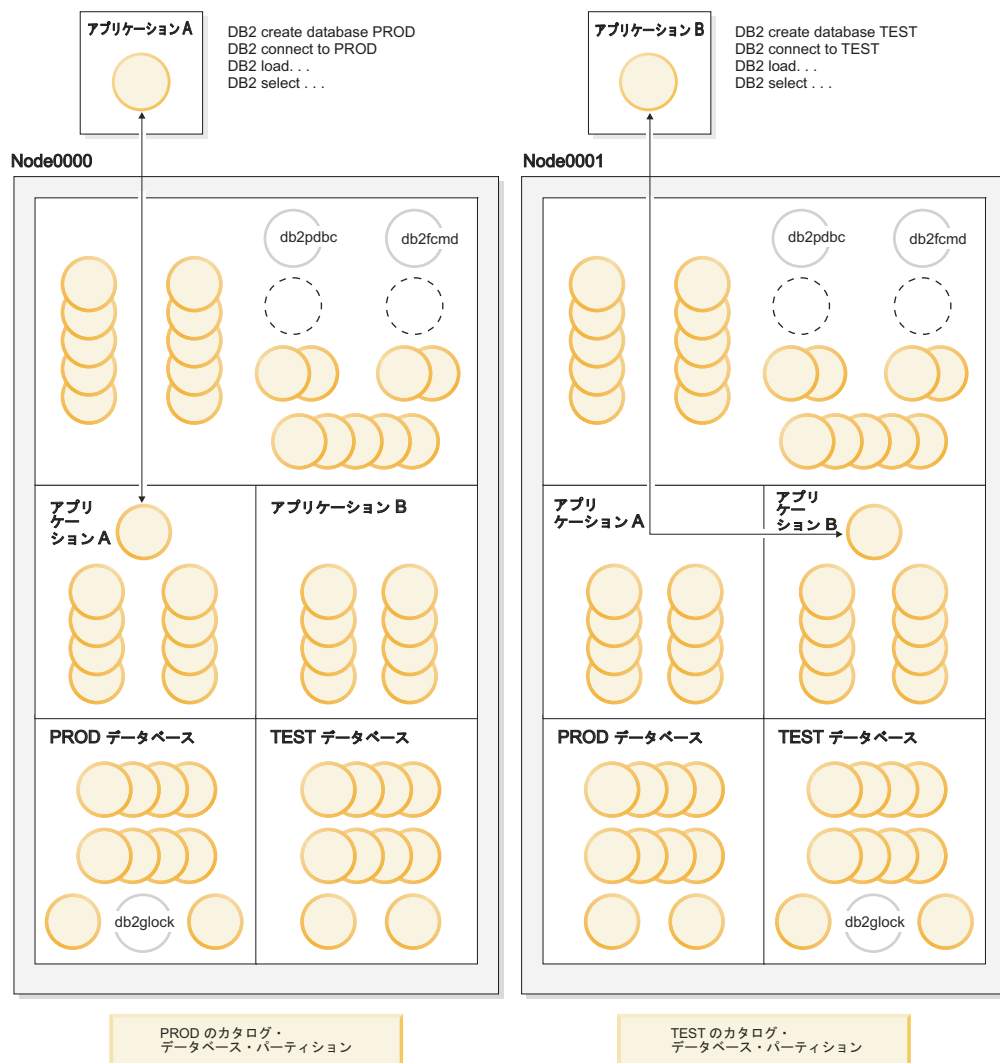 アプリケーション A
DB2 create database PROD
DB2 connect to PROD
DB2 load. . .
DB2 select . . .
アプリケーション B
DB2 create database TEST
DB2 connect to TEST
DB2 load. . .
DB2 select . . .
Node0000
db2pdbc
db2fcmd
アプリ
ケー
ション A
アプリケーション B
PROD データベース
TEST データベース
db2glock
PROD のカタログ・
データベース・パーティション
Node0001
db2pdbc
db2fcmd
アプリ
ケーション A
アプリ
ケー
ション B
PROD データベース
TEST データベース
db2glock
TEST のカタログ・
データベース・パーティション